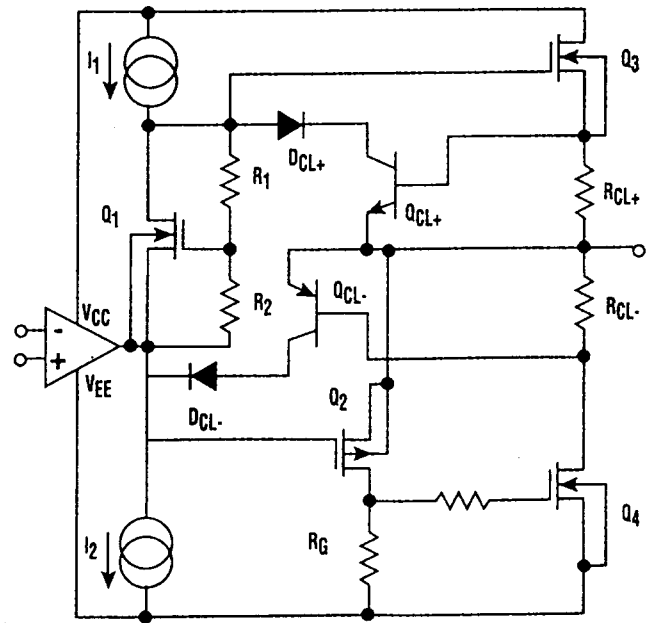 I1
Q3
DCL+
R1
RCL+
Q1
QCL+
R2
QCL-
RCL-
VCC
-
+
VEE
DCL-
Q2
Q4
I2
RG